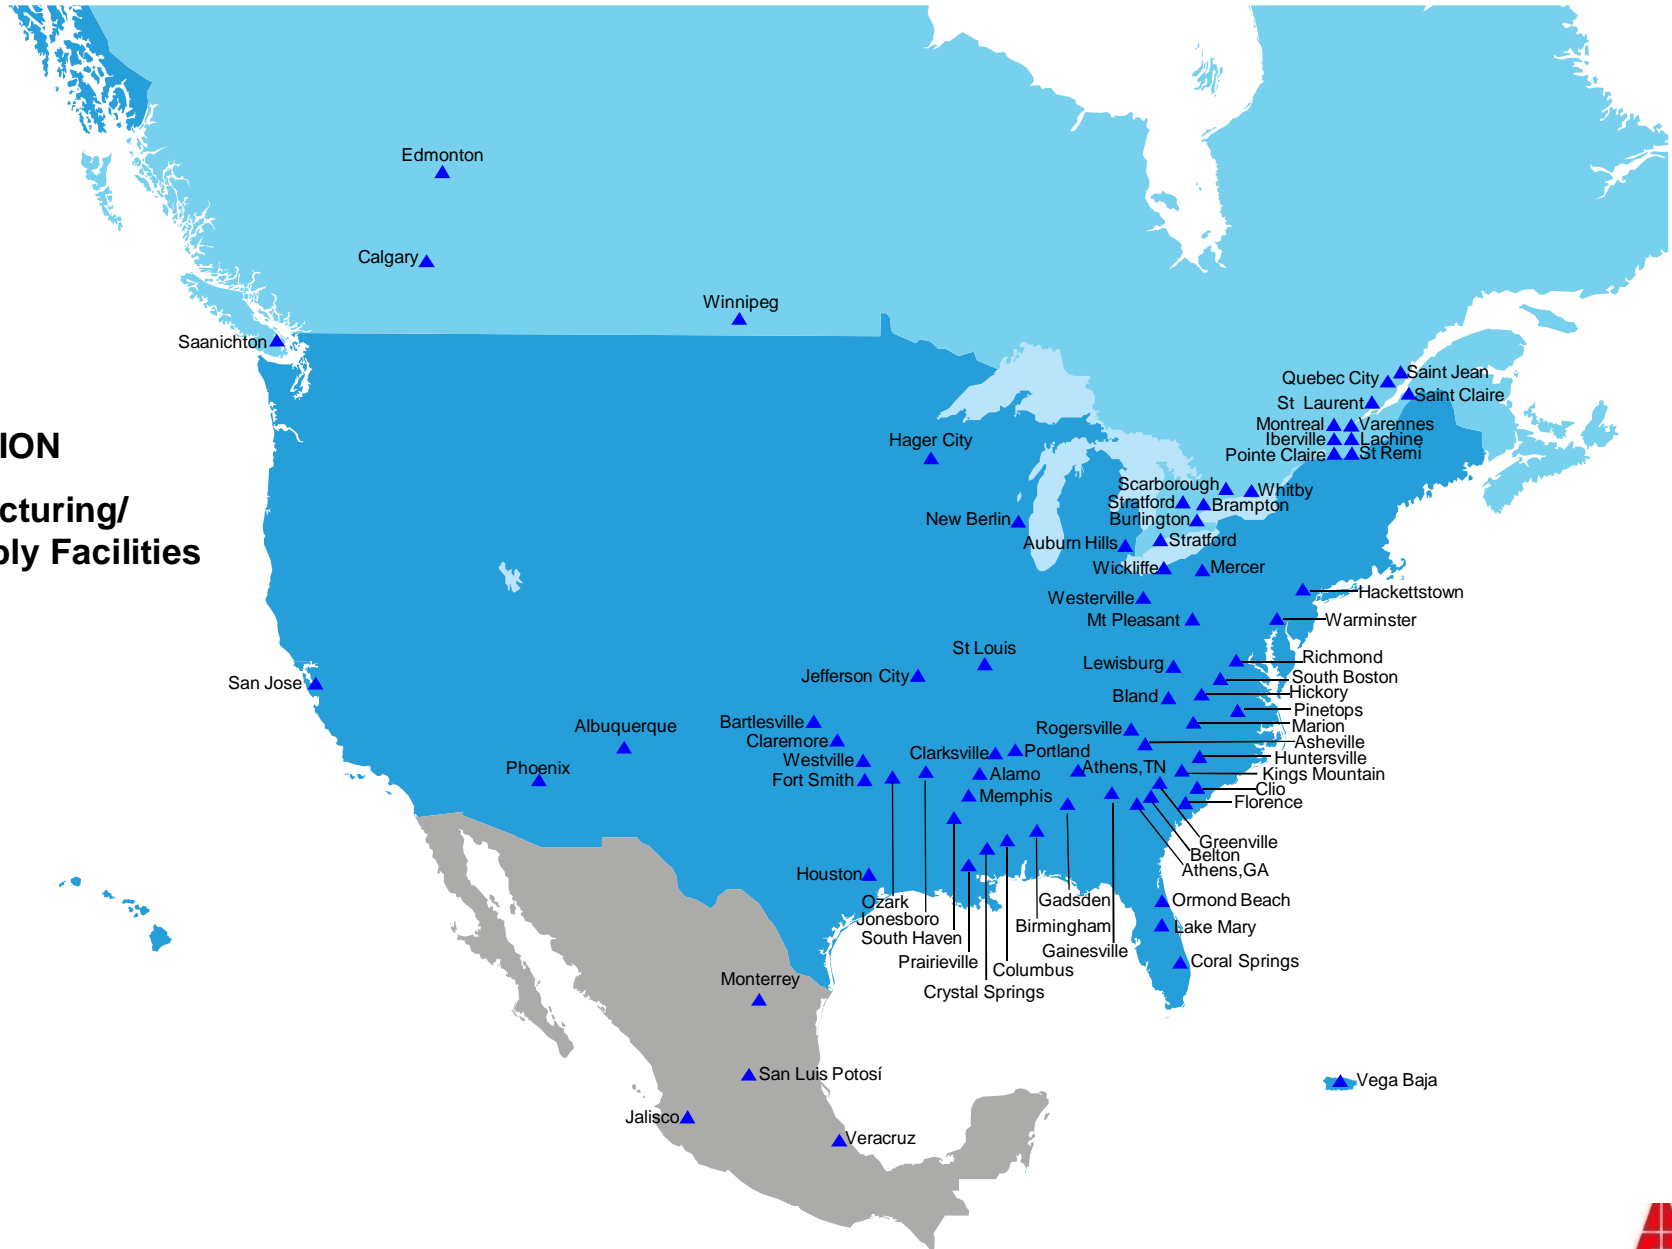 Edmonton
Calgary
Winnipeg
Saanichton
Quebec City
Saint Jean
Saint Claire
St Laurent
Montreal
Varennes
Iberville
Lachine
Pointe Claire
St Remi
ION
Hager City
cturing/
Scarborough
Whitby
Stratford
Brampton
New Berlin
Burlington
Auburn Hills
Stratford
ply Facilities
Wickliffe
Mercer
Hackettstown
Westerville
Mt Pleasant
Warminster
St Louis
Richmond
Lewisburg
Jefferson City
South Boston
San Jose
Hickory
Bland
Pinetops
Bartlesville
Albuquerque
Marion
Rogersville
Claremore
Asheville
Clarksville
Portland
Huntersville
Westville
Phoenix
Athens,TN
Kings Mountain
Fort Smith
Alamo
Clio
Memphis
Florence
Greenville
Belton
Athens,GA
Houston
Ozark
Gadsden
Ormond Beach
Jonesboro
Birmingham
Lake Mary
South Haven
Gainesville
Prairieville
Coral Springs
Columbus
Monterrey
Crystal Springs
San Luis Potosí
Vega Baja
Jalisco
Veracruz